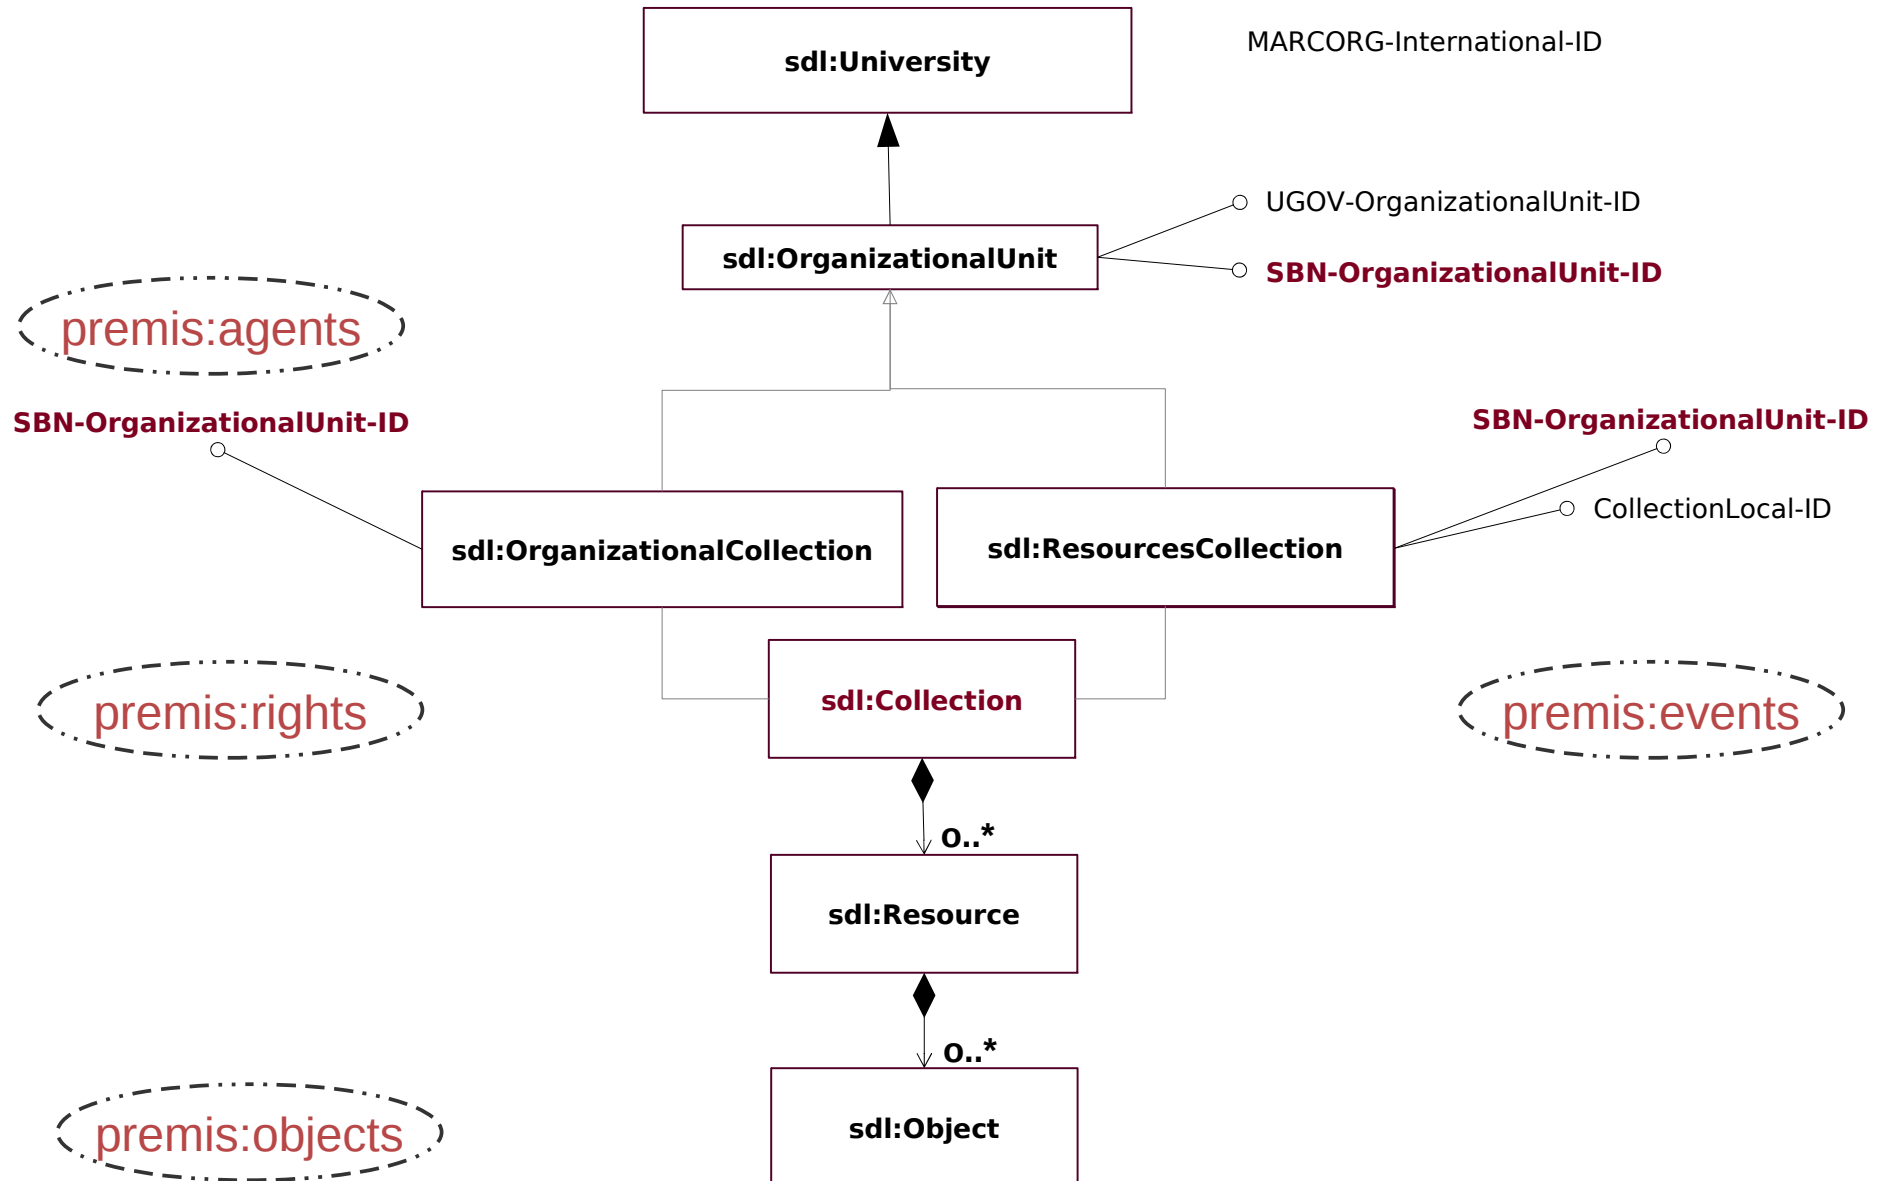 sdl:University
MARCORG-International-ID
UGOV-OrganizationalUnit-ID
sdl:OrganizationalUnit
SBN-OrganizationalUnit-ID
premis:agents
SBN-OrganizationalUnit-ID
SBN-OrganizationalUnit-ID
CollectionLocal-ID
sdl:OrganizationalCollection
sdl:ResourcesCollection
sdl:Collection
premis:rights
premis:events
0..*
sdl:Resource
0..*
sdl:Object
premis:objects